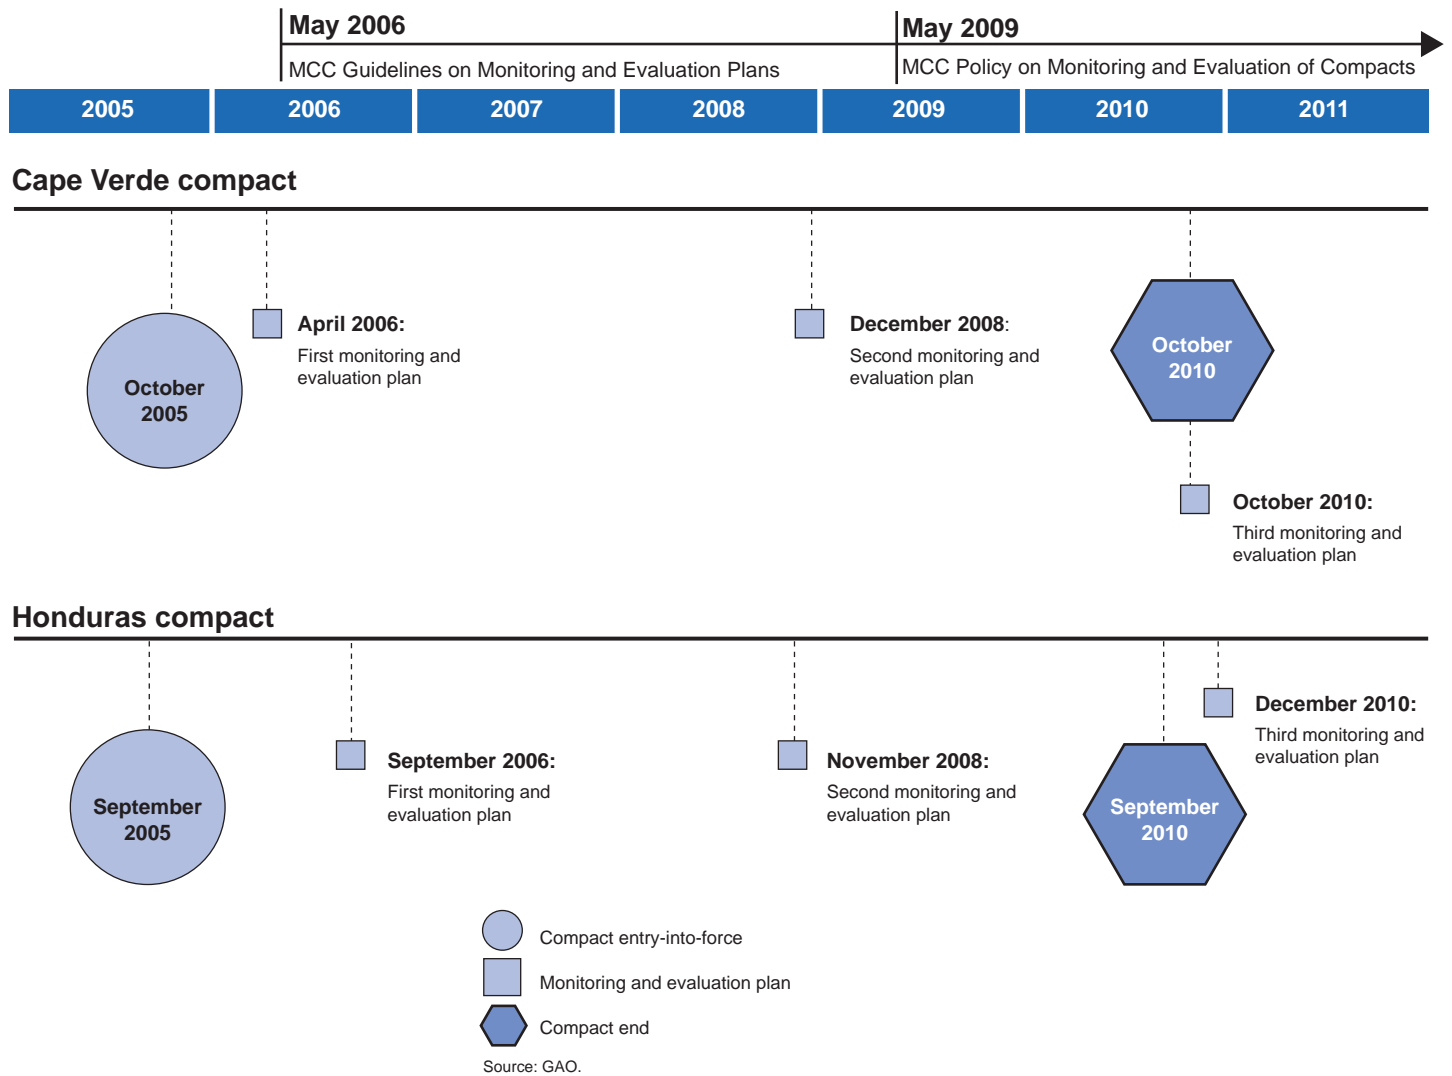 May 2006
May 2009
MCC Guidelines on Monitoring and Evaluation Plans
MCC Policy on Monitoring and Evaluation of Compacts
2005
2006
2007
2008
2009
2010
2011
Cape Verde compact
October
2005
April 2006:
First monitoring and
evaluation plan
December 2008:
Second monitoring and
evaluation plan
October
2010
October 2010:
Third monitoring and
evaluation plan
Honduras compact
September
2005
September 2006:
First monitoring and
evaluation plan
November 2008:
Second monitoring and
evaluation plan
September
2010
December 2010:
Third monitoring and
evaluation plan
Compact entry-into-force
Monitoring and evaluation plan
Compact end
Source: GAO.